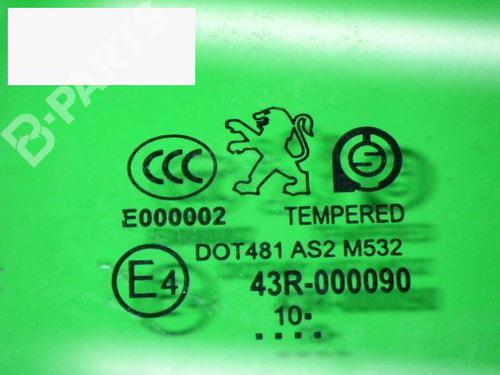 B-PARTS
CCC
E000002 TEMPERED
DOT481 AS2 M532
E4 43R-000090
10▪
▪ ▪ ▪ ▪